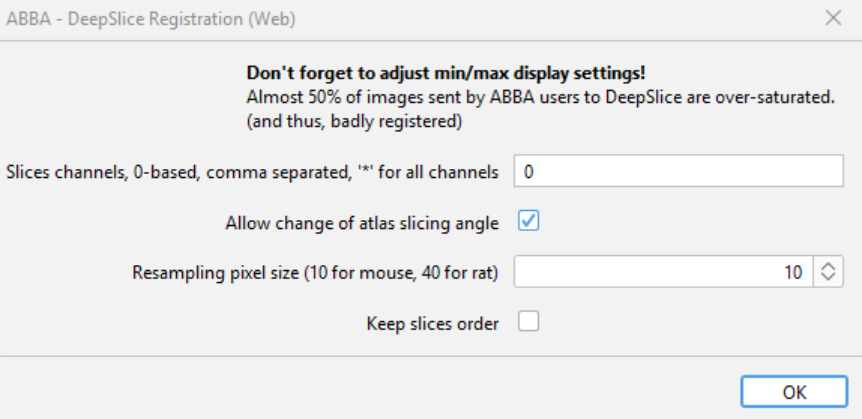 ABBA - DeepSlice Registration (Web)
Don't forget to adjust min/max display settings!
Almost 50% of images sent by ABBA users to DeepSlice are over-saturated.
(and thus, badly registered)
Slices channels, 0-based, comma separated, '*' for all channels 0
Allow change of atlas slicing angle
Resampling pixel size (10 for mouse, 40 for rat) 10
Keep slices order
OK